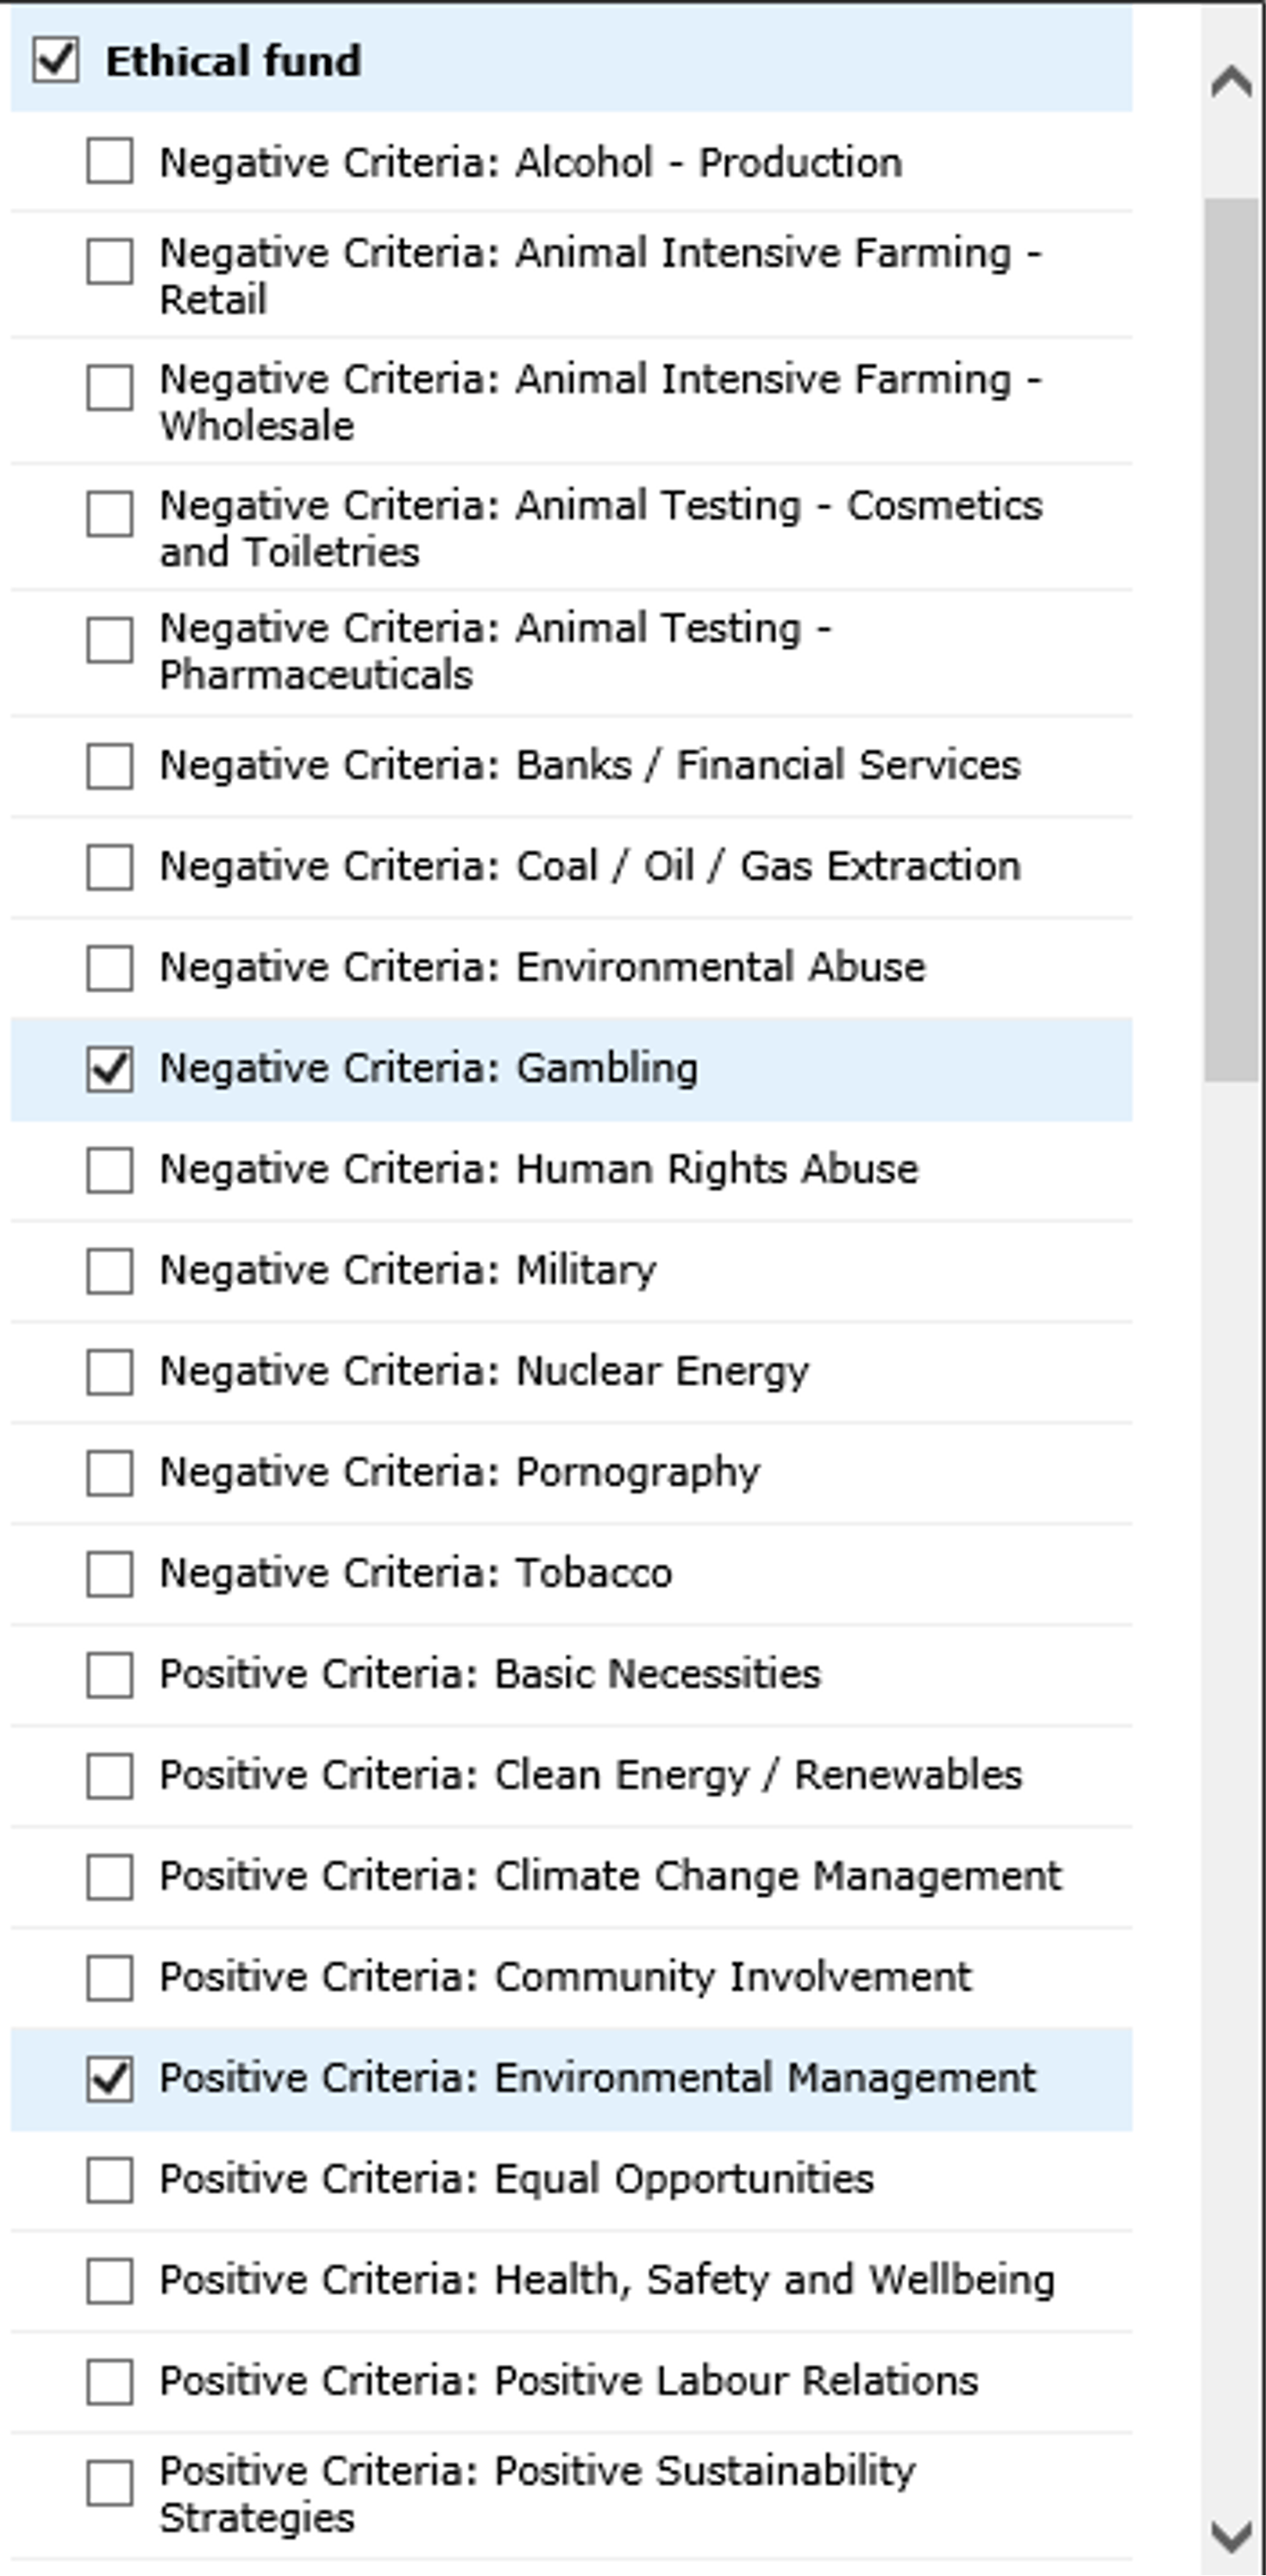 Ethical fund
Negative Criteria: Alcohol - Production
Negative Criteria: Animal Intensive Farming -
Retail
Negative Criteria: Animal Intensive Farming -
Wholesale
Negative Criteria: Animal Testing - Cosmetics
and Toiletries
Negative Criteria: Animal Testing -
Pharmaceuticals
Negative Criteria: Banks / Financial Services
Negative Criteria: Coal / Oil / Gas Extraction
Negative Criteria: Environmental Abuse
Negative Criteria: Gambling
Negative Criteria: Human Rights Abuse
Negative Criteria: Military
Negative Criteria: Nuclear Energy
Negative Criteria: Pornography
Negative Criteria: Tobacco
Positive Criteria: Basic Necessities
Positive Criteria: Clean Energy / Renewables
Positive Criteria: Climate Change Management
Positive Criteria: Community Involvement
Positive Criteria: Environmental Management
Positive Criteria: Equal Opportunities
Positive Criteria: Health, Safety and Wellbeing
Positive Criteria: Positive Labour Relations
Positive Criteria: Positive Sustainability
Strategies